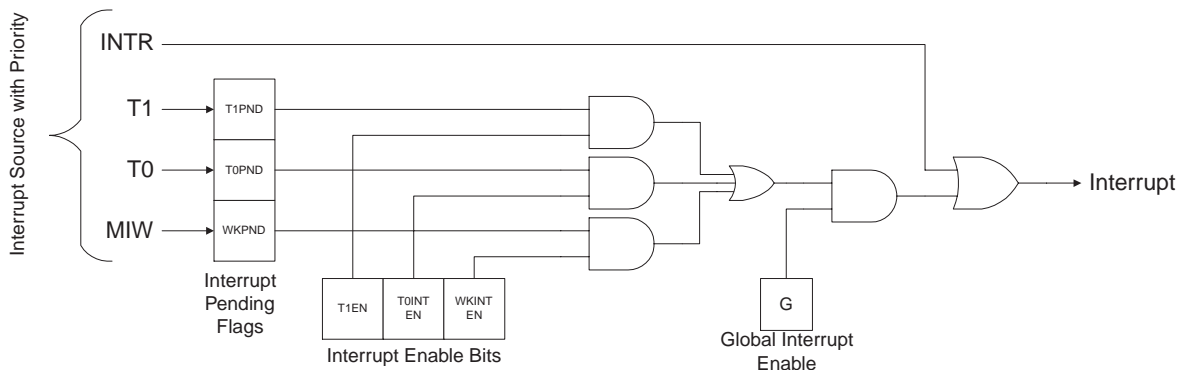 Interrupt Source with Priority
INTR
T1
T0
MIW
T1PND
T0PND
WKPND
Interrupt
Pending
Flags
T1EN
T0INT
EN
WKINT
EN
Interrupt Enable Bits
G
Global Interrupt
Enable
Interrupt